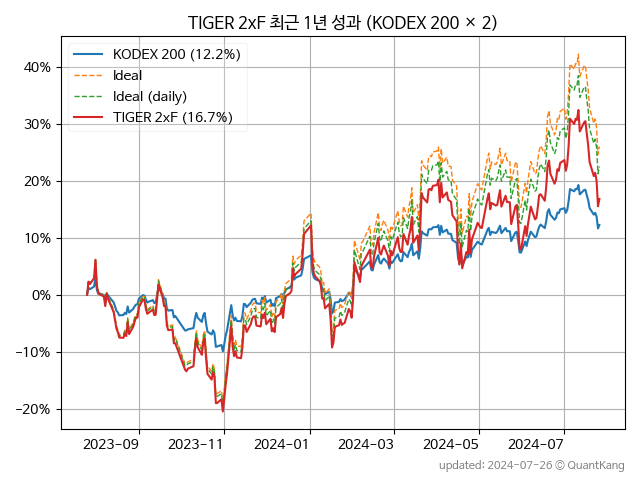 TIGER 2xF 최근 1년 성과 (KODEX 200 × 2)
KODEX 200 (12.2%)
Ideal
Ideal (daily)
TIGER 2xF (16.7%)
40%
30%
20%
10%
0%
−10%
−20%
2023−09
2023−11
2024−01
2024−03
2024−05
2024−07
updated: 2024-07-26 © QuantKang